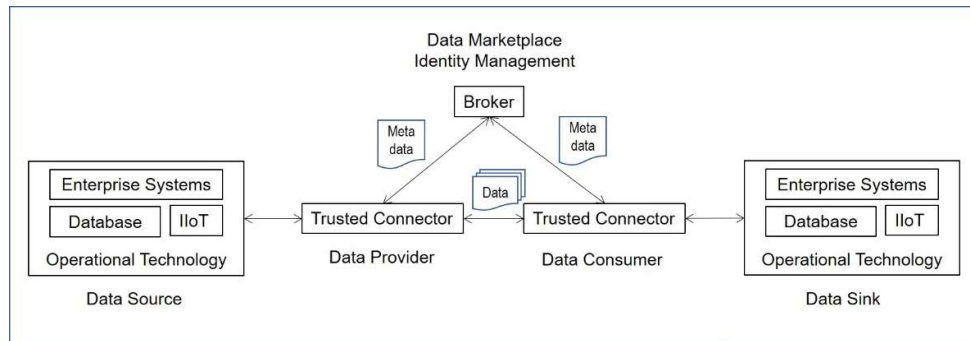 Data Marketplace
Identity Management
Broker
Meta
data
Meta
data
Enterprise Systems
Database
IIoT
Operational Technology
Data Source
Trusted Connector
Data Provider
Data
Trusted Connector
Data Consumer
Enterprise Systems
Database
IIoT
Operational Technology
Data Sink